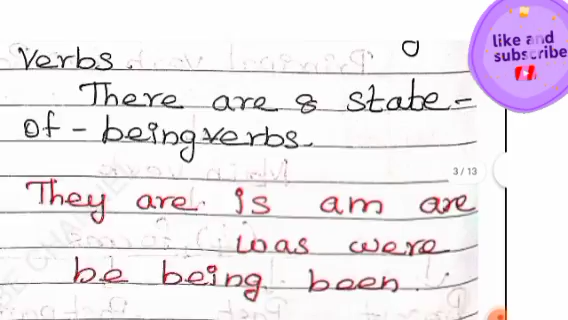 like and
subscribe
verbs.
There are 8 state-
of-being verbs.
3/13
They are is am are
was were
be being been.